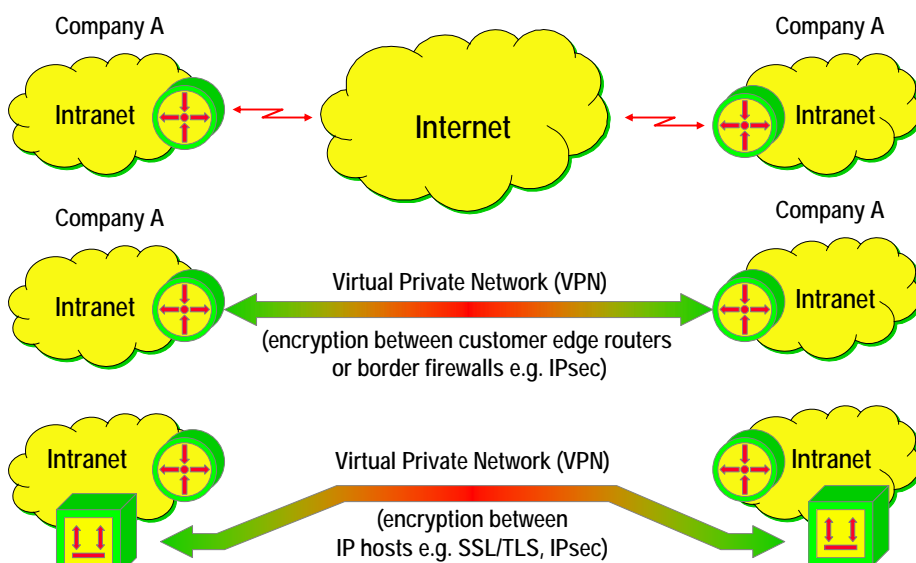 Company A
Company A
Intranet
Internet
Intranet
Company A
Company A
Intranet
Virtual Private Network (VPN)
Intranet
(encryption between customer edge routers
or border firewalls e.g. IPsec)
Intranet
Virtual Private Network (VPN)
Intranet
(encryption between
IP hosts e.g. SSL/TLS, IPsec)